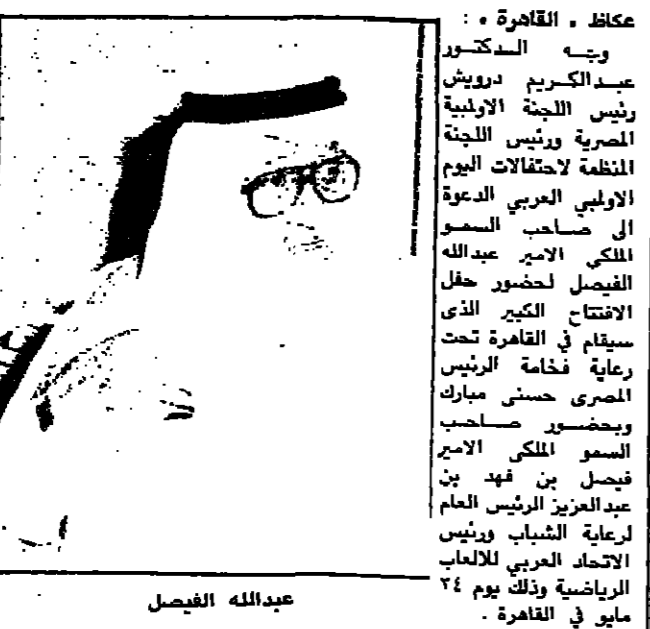 عكاظ . القاهرة . :
وجه الدكتور
عبدالكريم درويش
رئيس اللجنة الاولمبية
المصرية ورئيس اللجنة
المنظمة لاحتفالات اليوم
الاولمبي العربي الدعوة
الى صاحب السمو
الملكي الامير عبدالله
الفيصل لحضور حفل
الافتتاح الكبير الذى
سيقام في القاهرة تحت
رعاية فخامة الرئيس
المصرى حسنى مبارك
وبحضور صاحب
السمو الملكى الامير
فيصل بن فهد بن
عبدالعزيز الرئيس العام
لرعاية الشباب ورئيس
الاتحاد العربي للالعاب
الرياضية وذلك يوم ٢٤
مايو في القاهرة .
عبدالله الفيصل